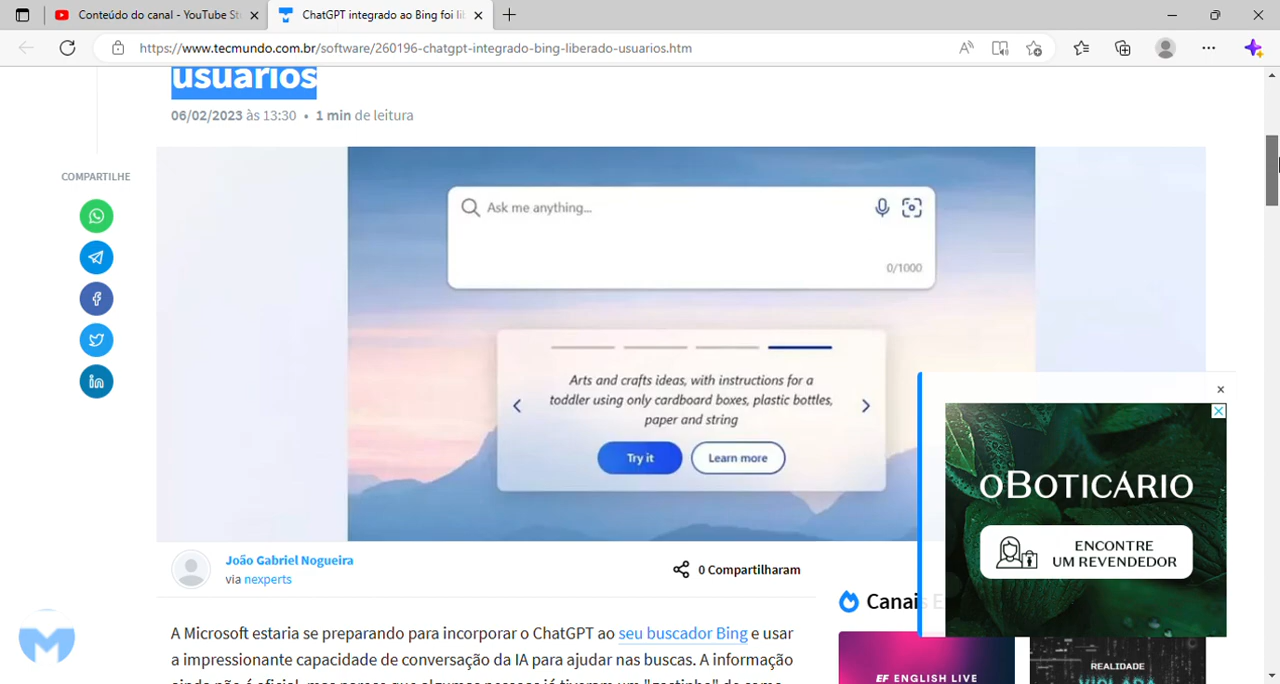 Conteúdo do canal - YouTube St
ChatGPT integrado ao Bing foi lib
https://www.tecmundo.com.br/software/260196-chatgpt-integrado-bing-liberado-usuarios.htm
usuários
06/02/2023 às 13:30 • 1 min de leitura
COMPARTILHE
Ask me anything...
0/1000
Arts and crafts ideas, with instructions for a
toddler using only cardboard boxes, plastic bottles,
paper and string
Try it
Learn more
OBOTICÁRIO
ENCONTRE
UM REVENDEDOR
João Gabriel Nogueira
via nexperts
0 Compartilharam
Canais E
A Microsoft estaria se preparando para incorporar o ChatGPT ao seu buscador Bing e usar
a impressionante capacidade de conversação da IA para ajudar nas buscas. A informação
EF ENGLISH LIVE
REALIDADE
VIOLADA